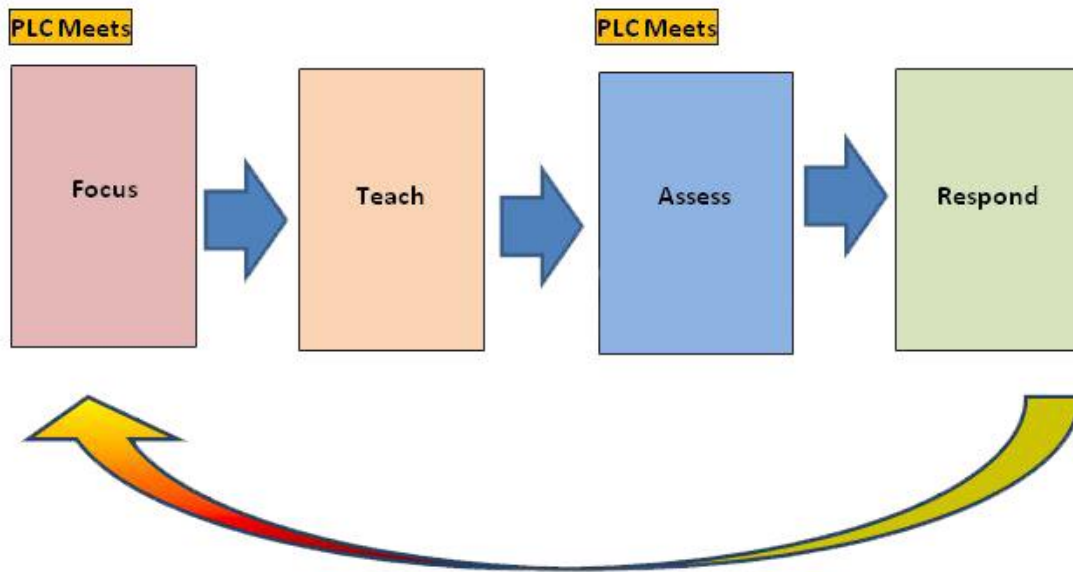 PLC Meets
PLC Meets
Focus
Teach
Assess
Respond